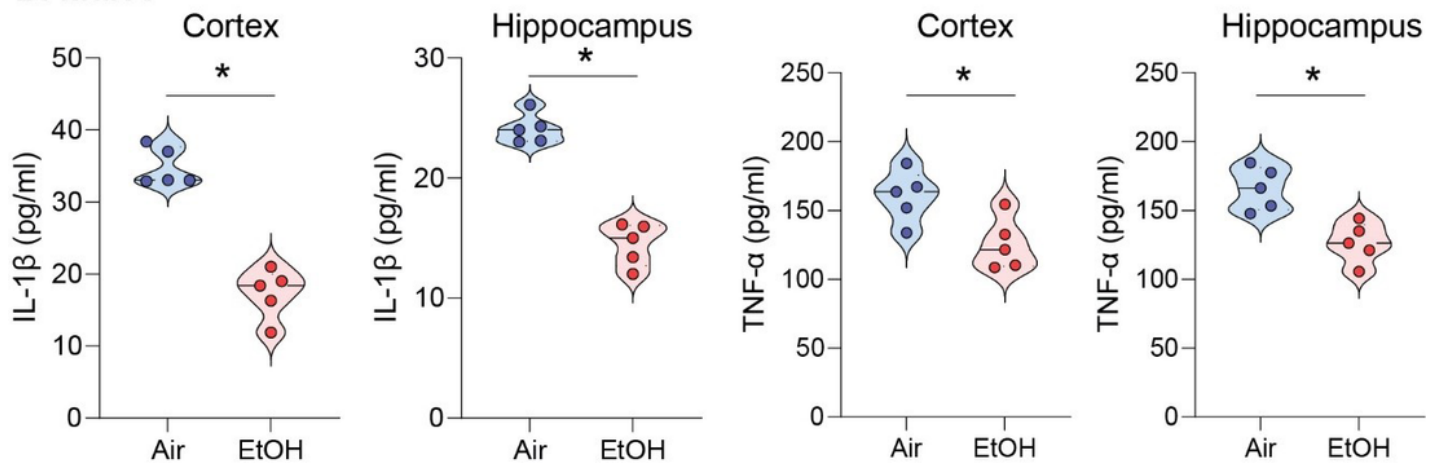 Cortex
*
IL-1β (pg/ml)
50
40
30
20
10
0
Air EtOH
Hippocampus
*
IL-1β (pg/ml)
30
20
10
0
Air EtOH
Cortex
*
TNF-α (pg/ml)
250
200
150
100
50
0
Air EtOH
Hippocampus
*
TNF-α (pg/ml)
250
200
150
100
50
0
Air EtOH